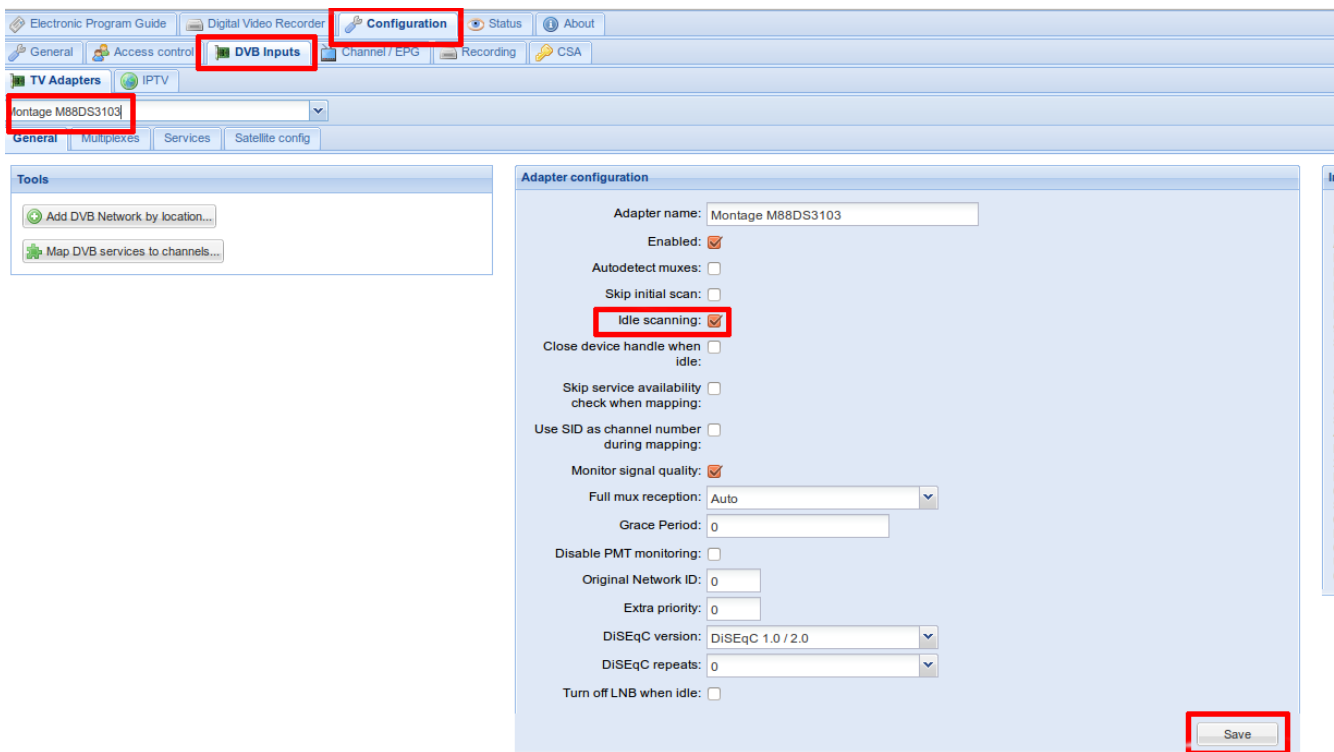 Electronic Program Guide Digital Video Recorder Configuration Status About
General Access control DVB Inputs Channel / EPG Recording CSA
TV Adapters IPTV
Montage M88DS3103
General Multiplexes Services Satellite config
Tools
Add DVB Network by location...
Map DVB services to channels...
Adapter configuration
Adapter name: Montage M88DS3103
Enabled:
Autodetect muxes:
Skip initial scan:
Idle scanning:
Close device handle when
idle:
Skip service availability
check when mapping:
Use SID as channel number
during mapping:
Monitor signal quality:
Full mux reception: Auto
Grace Period: 0
Disable PMT monitoring:
Original Network ID: 0
Extra priority: 0
DiSEqC version: DiSEqC 1.0 / 2.0
DiSEqC repeats: 0
Turn off LNB when idle:
Save